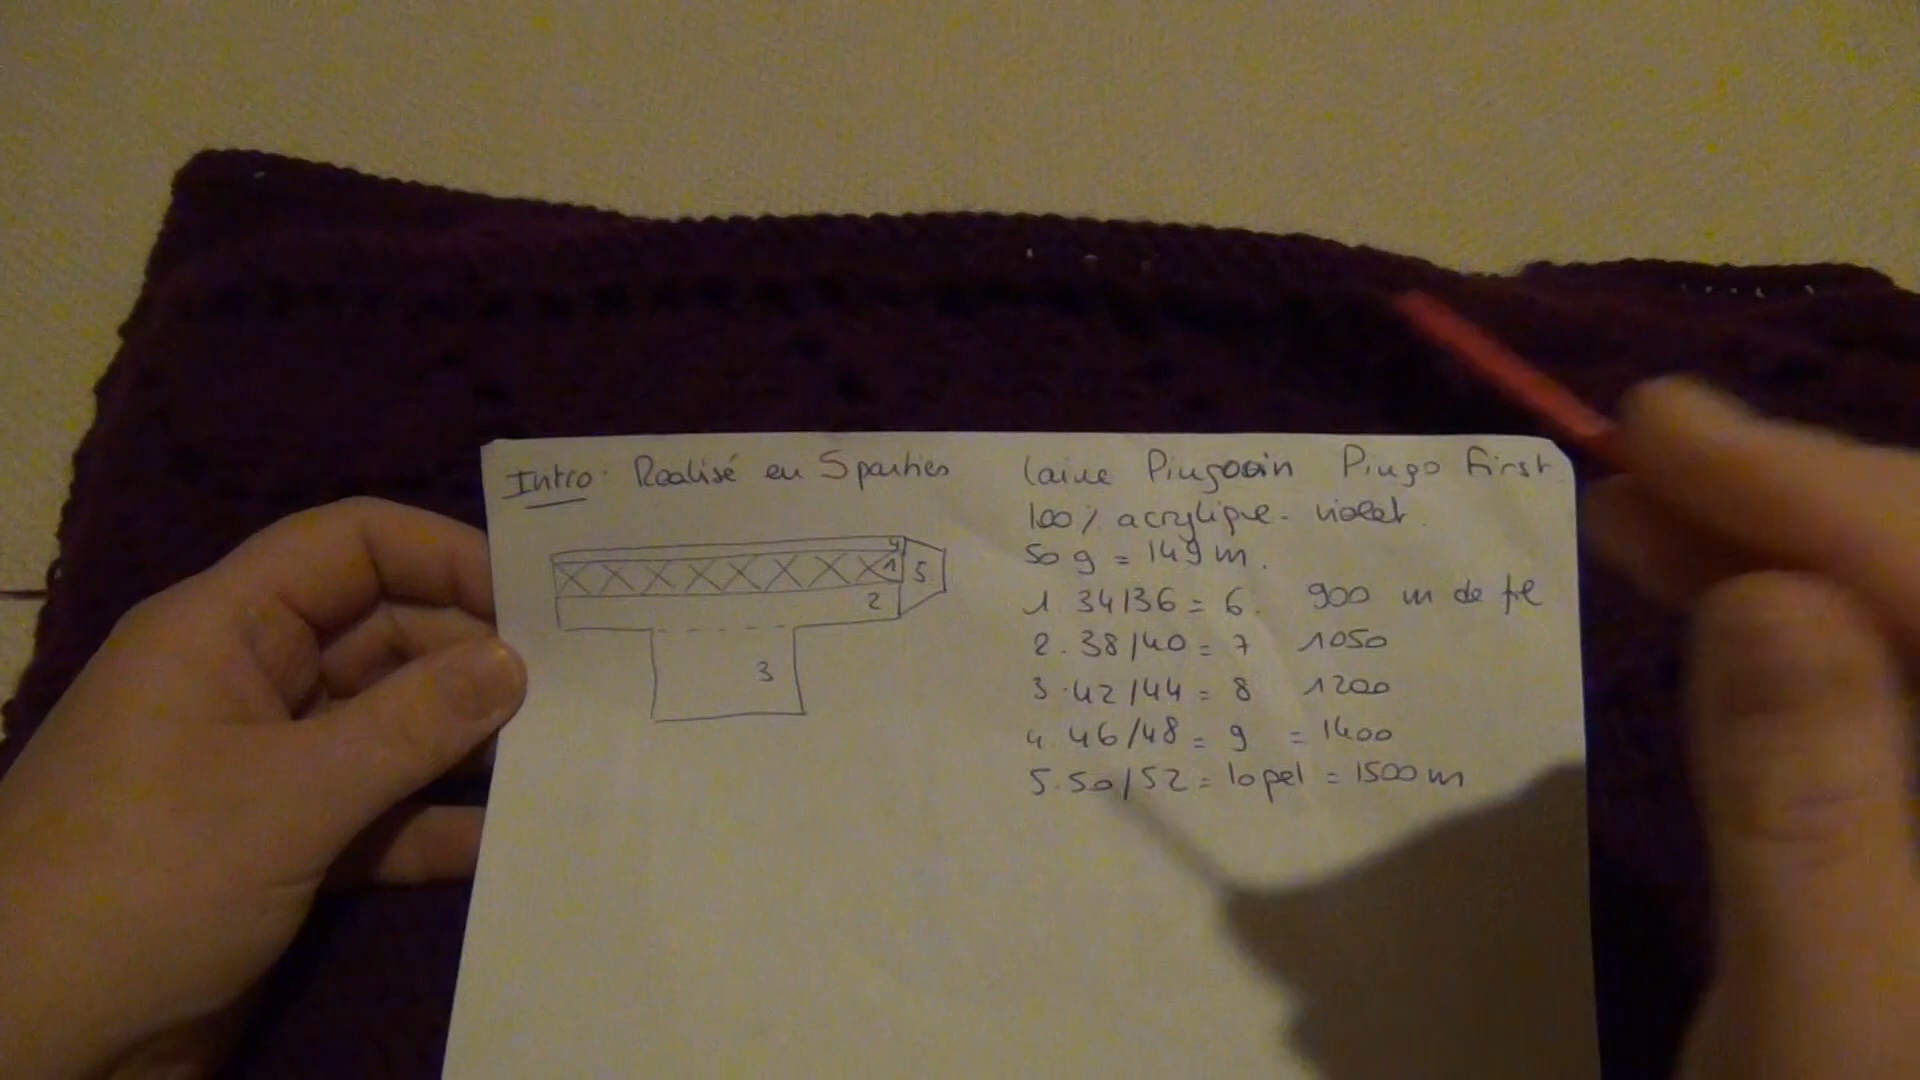 Intro. Realisé en 5 parties
4
1
5
2
3
laine Pingouin Pingo First
100% acrylique - violet
50 g = 149 m.
1. 34/36 = 6. 900 m de fil
2. 38/40 = 7 1050
3. 42/44 = 8 1200
4. 46/48 = 9 = 1400
5. 50/52 = 10 pel = 1500 m